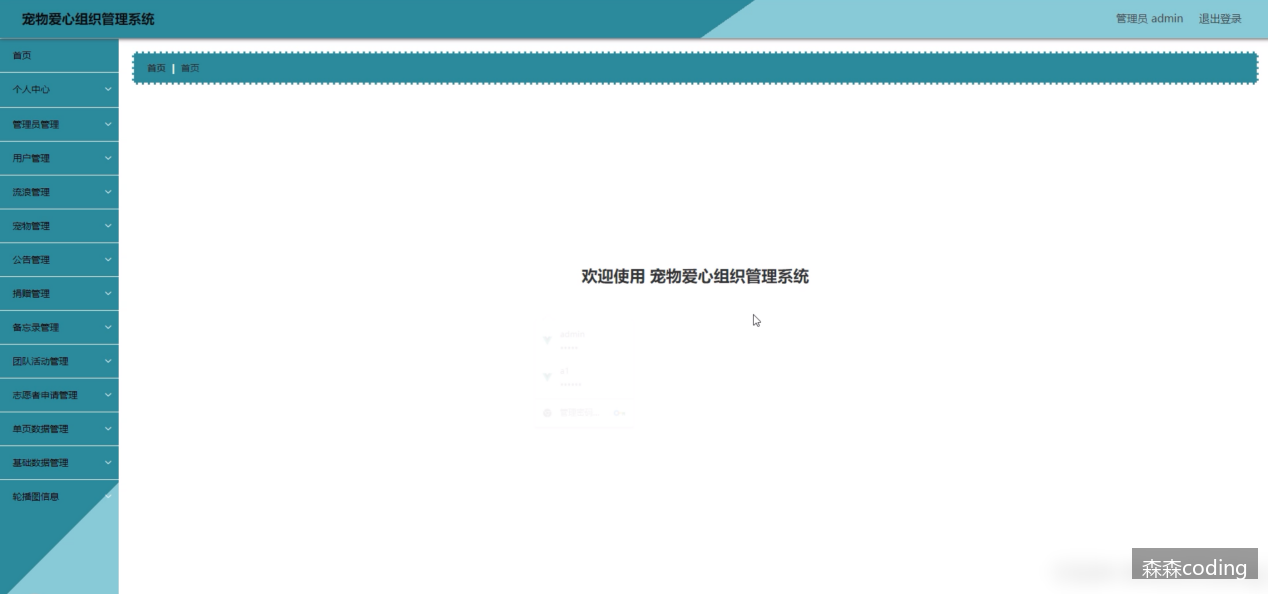 宠物爱心组织管理系统
管理员 admin 退出登录
首页
首页 | 首页
个人中心
管理员管理
用户管理
流浪管理
宠物管理
公告管理
捐赠管理
备忘录管理
团队活动管理
志愿者申请管理
单页数据管理
基础数据管理
轮播图信息
欢迎使用 宠物爱心组织管理系统
森森coding